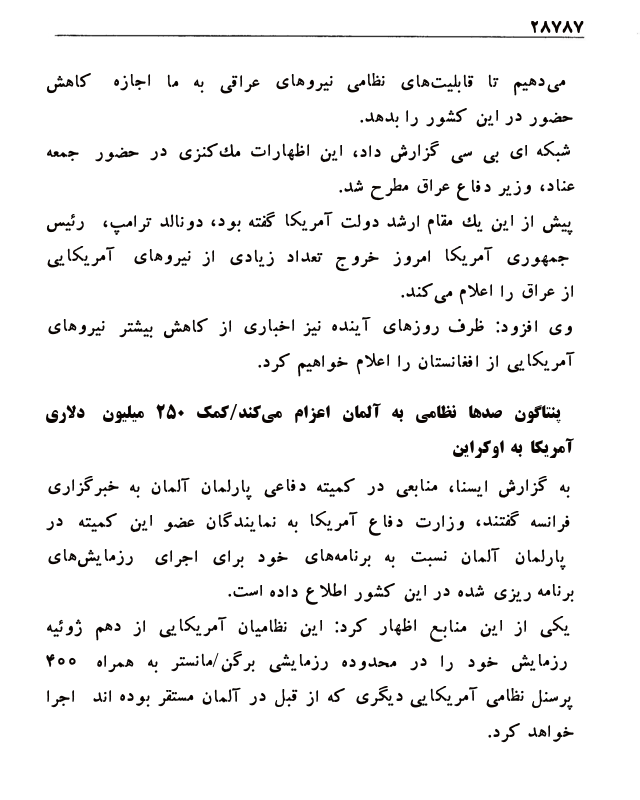 ۲۸۷۸۷
می‌دهیم تا قابلیت‌های نظامی نیروهای عراقی به ما اجازه کاهش
حضور در این کشور را بدهد.
شبکه ای بی سی گزارش داد، این اظهارات مك‌کنزی در حضور جمعه
عناد، وزیر دفاع عراق مطرح شد.
پیش از این یك مقام ارشد دولت آمریکا گفته بود، دونالد ترامپ، رئیس
جمهوری آمریکا امروز خروج تعداد زیادی از نیروهای آمریکایی
از عراق را اعلام می‌کند.
وی افزود: ظرف روزهای آینده نیز اخباری از کاهش بیشتر نیروهای
آمریکایی از افغانستان را اعلام خواهیم کرد.
پنتاگون صدها نظامی به آلمان اعزام می‌کند/کمک ۲۵۰ میلیون دلاری
آمریکا به اوکراین
به گزارش ایسنا، منابعی در کمیته دفاعی پارلمان آلمان به خبرگزاری
فرانسه گفتند، وزارت دفاع آمریکا به نمایندگان عضو این کمیته در
پارلمان آلمان نسبت به برنامه‌های خود برای اجرای رزمایش‌های
برنامه ریزی شده در این کشور اطلاع داده است.
یکی از این منابع اظهار کرد: این نظامیان آمریکایی از دهم ژوئیه
رزمایش خود را در محدوده رزمایشی برگن/مانستر به همراه ۴۰۰
پرسنل نظامی آمریکایی دیگری که از قبل در آلمان مستقر بوده اند اجرا
خواهد کرد.